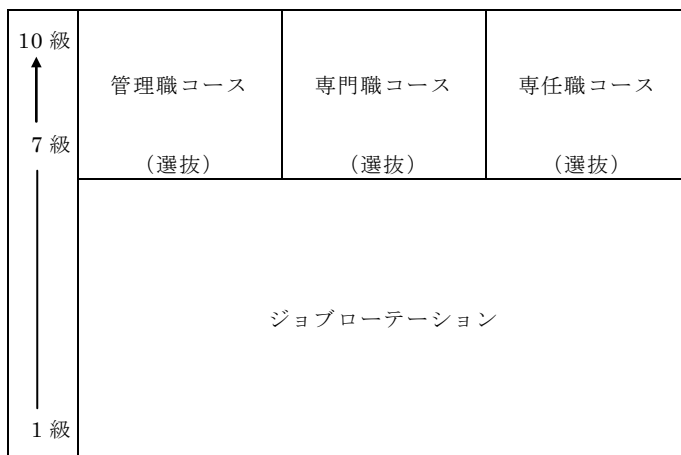 10 級
管理職コース
専門職コース
専任職コース
7 級
（選抜）
（選抜）
（選抜）
ジョブローテーション
1 級